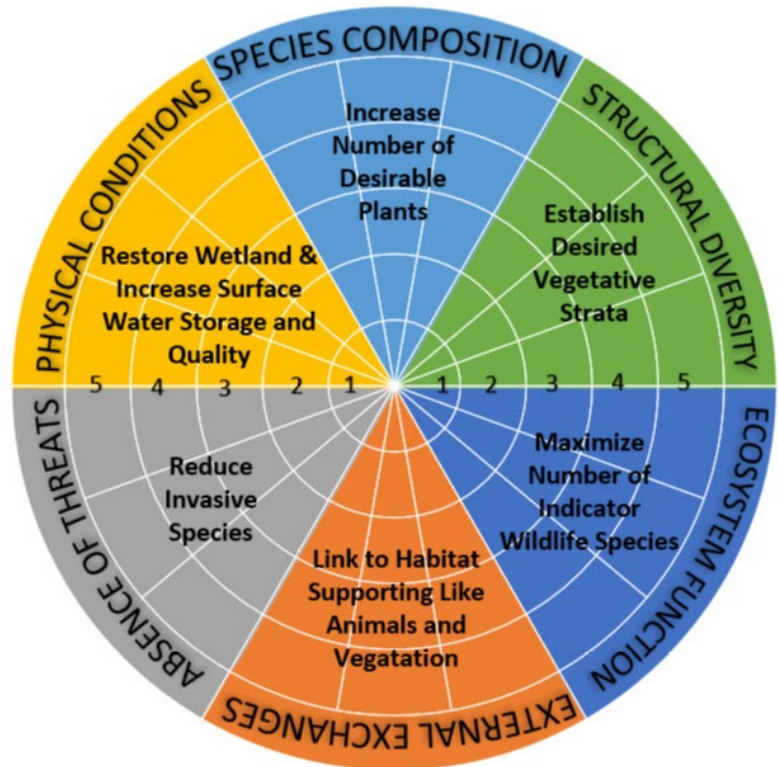 SPECIES COMPOSITION
Increase
Number of
Desirable
Plants
STRUCTURAL DIVERSITY
Establish
Desired
Vegetative
Strata
ECOSYSTEM FUNCTION
Maximize
Number of
Indicator
Wildlife Species
EXTERNAL EXCHANGES
Link to Habitat
Supporting Like
Animals and
Vegatation
ABSENCE OF THREATS
Reduce
Invasive
Species
PHYSICAL CONDITIONS
Restore Wetland &
Increase Surface
Water Storage and
Quality
5 4 3 2 1 1 2 3 4 5